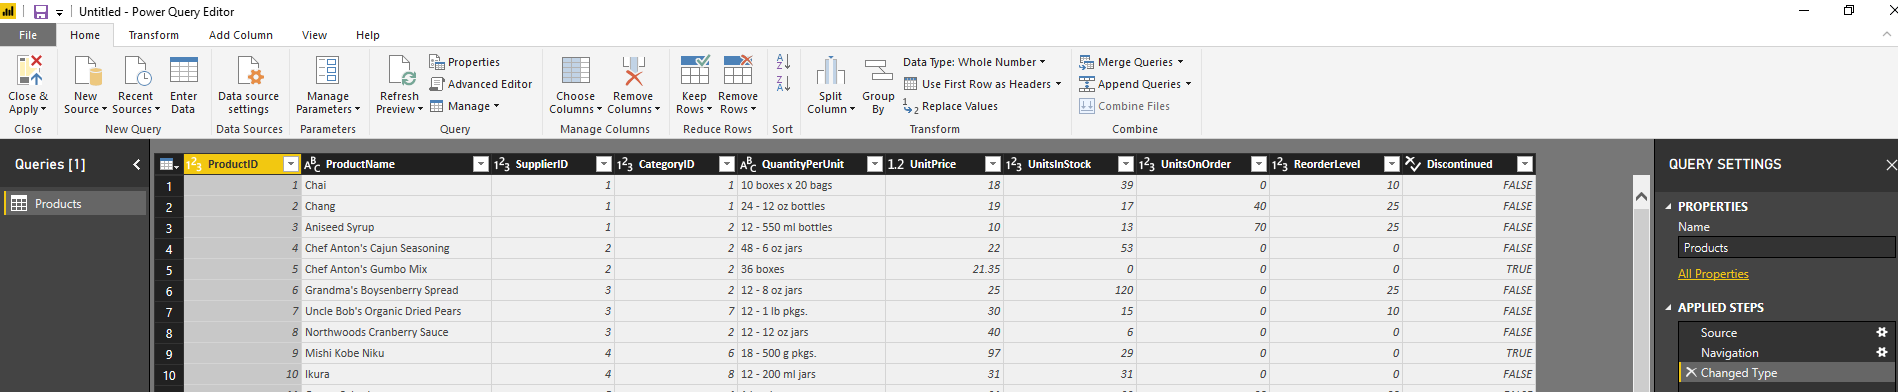 Untitled - Power Query Editor
File Home Transform Add Column View Help
Close & Apply New Source Recent Sources Enter Data Data source settings Manage Parameters Refresh Preview Properties Advanced Editor Manage Choose Columns Remove Columns Keep Rows Remove Rows Split Column Group By Data Type: Whole Number Use First Row as Headers Replace Values Merge Queries Append Queries Combine Files
Close New Query Data Sources Parameters Query Manage Columns Reduce Rows Sort Transform Combine
Queries [1]
Products
ProductID ProductName SupplierID CategoryID QuantityPerUnit 1.2 UnitPrice UnitsInStock UnitsOnOrder ReorderLevel Discontinued
1 1 Chai 1 1 10 boxes x 20 bags 18 39 0 10 FALSE
2 2 Chang 1 1 24 - 12 oz bottles 19 17 40 25 FALSE
3 3 Aniseed Syrup 1 2 12 - 550 ml bottles 10 13 70 25 FALSE
4 4 Chef Anton's Cajun Seasoning 2 2 48 - 6 oz jars 22 53 0 0 FALSE
5 5 Chef Anton's Gumbo Mix 2 2 36 boxes 21.35 0 0 0 TRUE
6 6 Grandma's Boysenberry Spread 3 2 12 - 8 oz jars 25 120 0 25 FALSE
7 7 Uncle Bob's Organic Dried Pears 3 7 12 - 1 lb pkgs. 30 15 0 10 FALSE
8 8 Northwoods Cranberry Sauce 3 2 12 - 12 oz jars 40 6 0 0 FALSE
9 9 Mishi Kobe Niku 4 6 18 - 500 g pkgs. 97 29 0 0 TRUE
10 10 Ikura 4 8 12 - 200 ml jars 31 31 0 0 FALSE
QUERY SETTINGS
PROPERTIES
Name
Products
All Properties
APPLIED STEPS
Source
Navigation
Changed Type